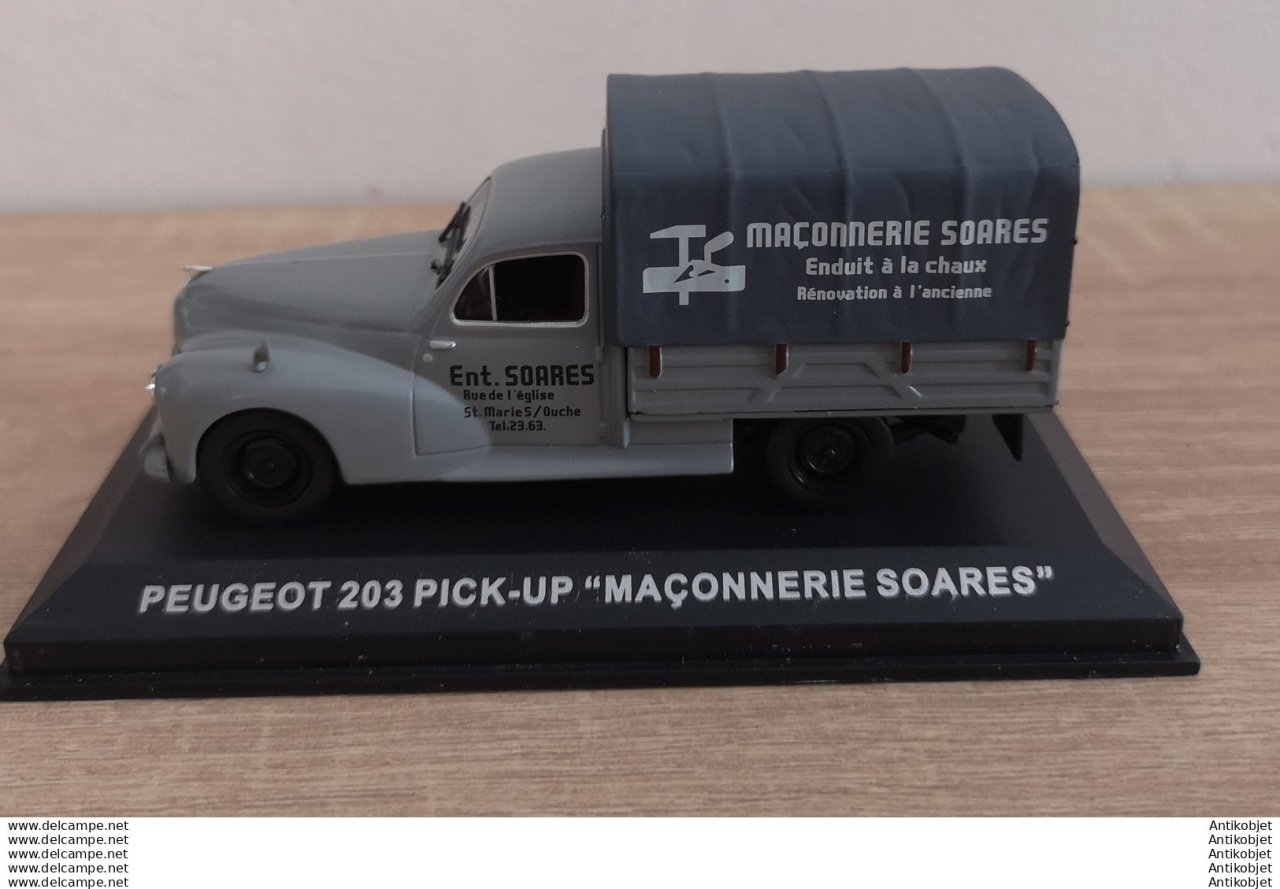 MAÇONNERIE SOARES
Enduit à la chaux
Rénovation à l'ancienne
Ent. SOARES
Rue de l'église
St. Marie S/Ouche
Tel:23.63.
PEUGEOT 203 PICK-UP “MAÇONNERIE SOARES”
www.delcampe.net
www.delcampe.net
www.delcampe.net
www.delcampe.net
www.delcampe.net
Antikobjet
Antikobjet
Antikobjet
Antikobjet
Antikobjet